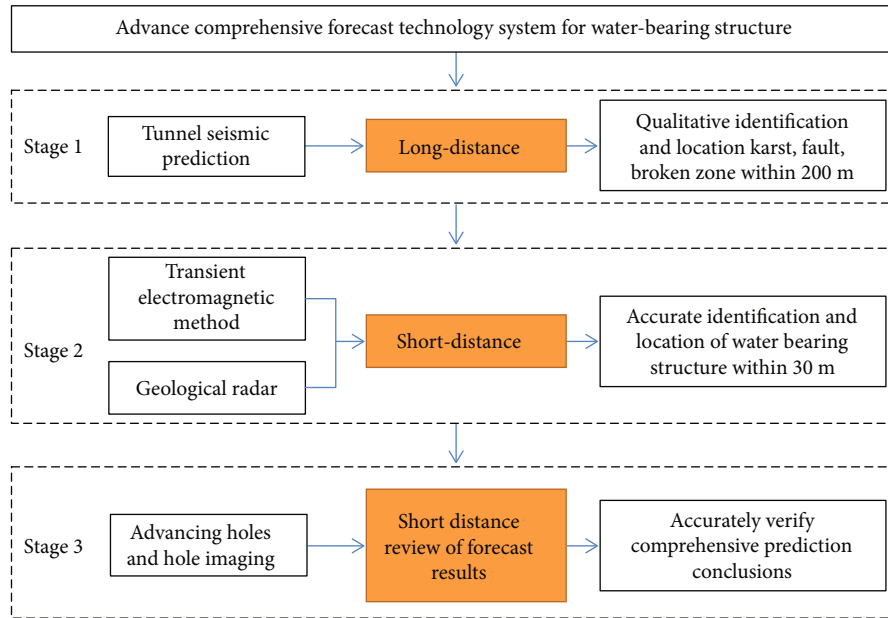 Advance comprehensive forecast technology system for water-bearing structure
Stage 1
Tunnel seismic
prediction
Long-distance
Qualitative identification
and location karst, fault,
broken zone within 200 m
Stage 2
Transient
electromagnetic
method
Geological radar
Short-distance
Accurate identification and
location of water bearing
structure within 30 m
Stage 3
Advancing holes
and hole imaging
Short distance
review of forecast
results
Accurately verify
comprehensive prediction
conclusions